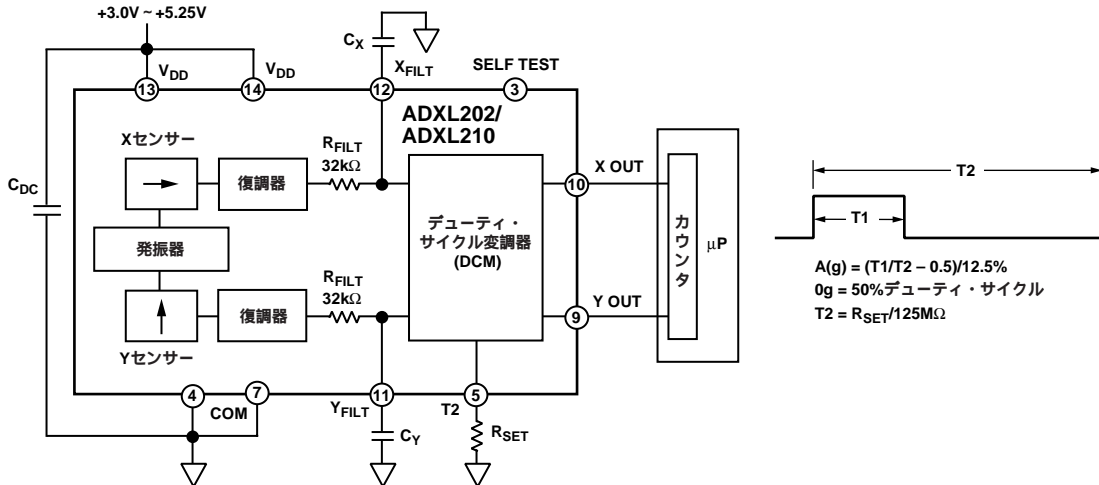 +3.0V ~ +5.25V
CX
XFILT
SELF TEST
VDD
VDD
13
14
12
3
ADXL202/
ADXL210
Xセンサー
RFILT
32kΩ
CDC
復調器
10
X OUT
T2
T1
発振器
デューティ・
サイクル変調器
(DCM)
カウンタ
μP
A(g) = (T1/T2 – 0.5)/12.5%
0g = 50%デューティ・サイクル
T2 = RSET/125MΩ
RFILT
32kΩ
復調器
Y OUT
9
Yセンサー
4
7
COM
11
YFILT
T2
5
CY
RSET